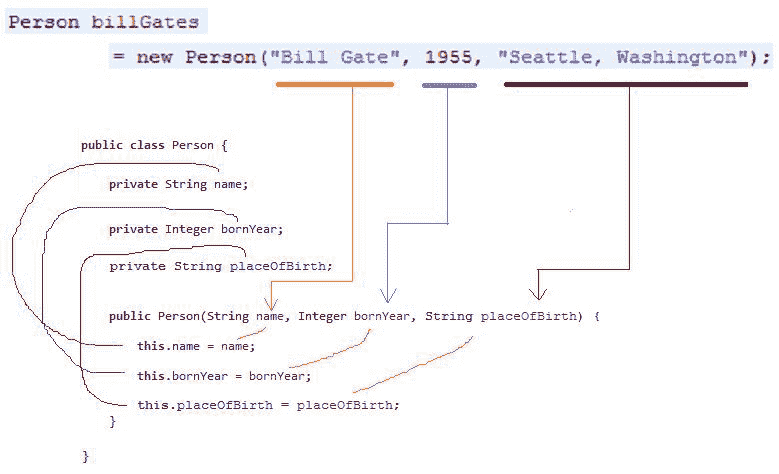 Person billGates
= new Person("Bill Gate", 1955, "Seattle, Washington");
public class Person {
private String name;
private Integer bornYear;
private String placeOfBirth;
public Person(String name, Integer bornYear, String placeOfBirth) {
this.name = name;
this.bornYear = bornYear;
this.placeOfBirth = placeOfBirth;
}
}